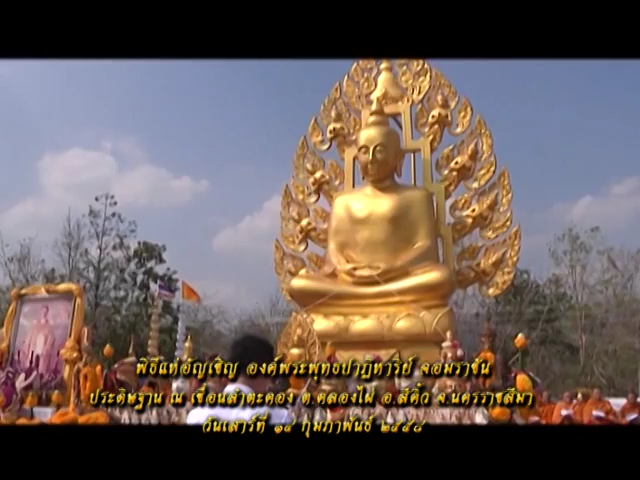 พิธีแห่อัญเชิญ องค์พระพุทธปาฏิหาริย์ จอมราชัน
ประดิษฐาน ณ เขื่อนลำตะคอง ต.คลองไผ่ อ.สีคิ้ว จ.นครราชสีมา
วันเสาร์ที่ ๑๔ กุมภาพันธ์ ๒๕๕๘